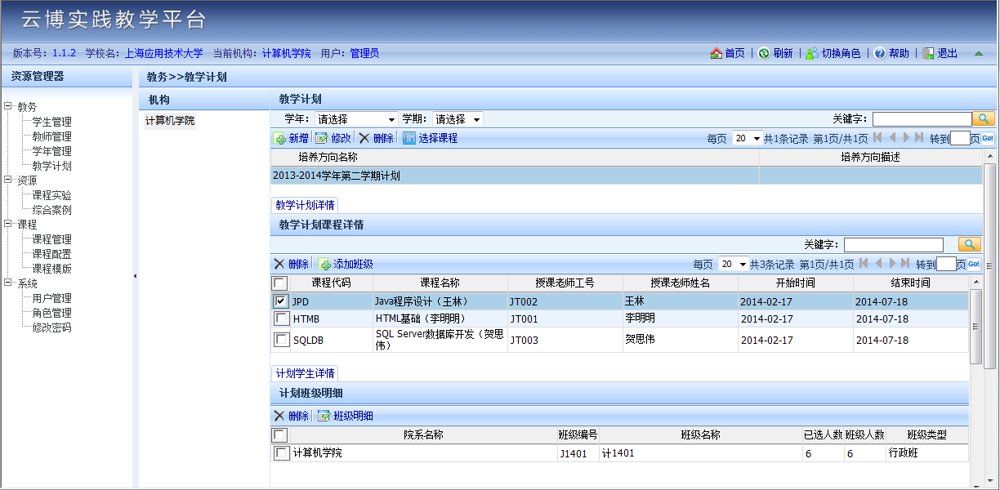 云博实践教学平台
版本号： 1.1.2 学校名： 上海应用技术大学 当前机构： 计算机学院 用户： 管理员 首页 | 刷新 | 切换角色 | 帮助 | 退出
资源管理器
教务
学生管理
教师管理
学年管理
教学计划
资源
课程实验
综合案例
课程
课程管理
课程配置
课程模版
系统
用户管理
角色管理
修改密码
教务>>教学计划
机构
计算机学院
教学计划
学年： 请选择 学期： 请选择 关键字：
新增 修改 删除 选择课程 每页 20 共1条记录 第1页/共1页 转到 页 Go!
培养方向名称 培养方向描述
2013-2014学年第二学期计划
教学计划详情
教学计划课程详情
关键字：
删除 添加班级 每页 20 共3条记录 第1页/共1页 转到 页 Go!
课程代码 课程名称 授课老师工号 授课老师姓名 开始时间 结束时间
JPD Java程序设计（王林） JT002 王林 2014-02-17 2014-07-18
HTMB HTML基础（李明明） JT001 李明明 2014-02-17 2014-07-18
SQLDB SQL Server数据库开发（贺思伟） JT003 贺思伟 2014-02-17 2014-07-18
计划学生详情
计划班级明细
删除 班级明细
院系名称 班级编号 班级名称 已选人数 班级人数 班级类型
计算机学院 J1401 计1401 6 6 行政班